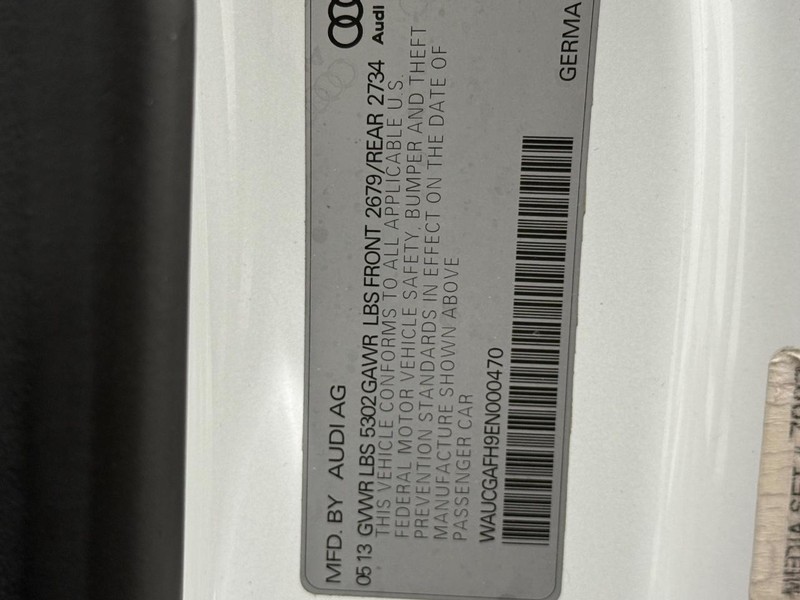 MFD. BY AUDI AG
Audi
0513 GVWR LBS 5302 GAWR LBS FRONT 2679/REAR 2734
THIS VEHICLE CONFORMS TO ALL APPLICABLE U.S.
FEDERAL MOTOR VEHICLE SAFETY, BUMPER AND THEFT
PREVENTION STANDARDS IN EFFECT ON THE DATE OF
MANUFACTURE SHOWN ABOVE
PASSENGER CAR
WAUCGAFH9EN000470
GERMA